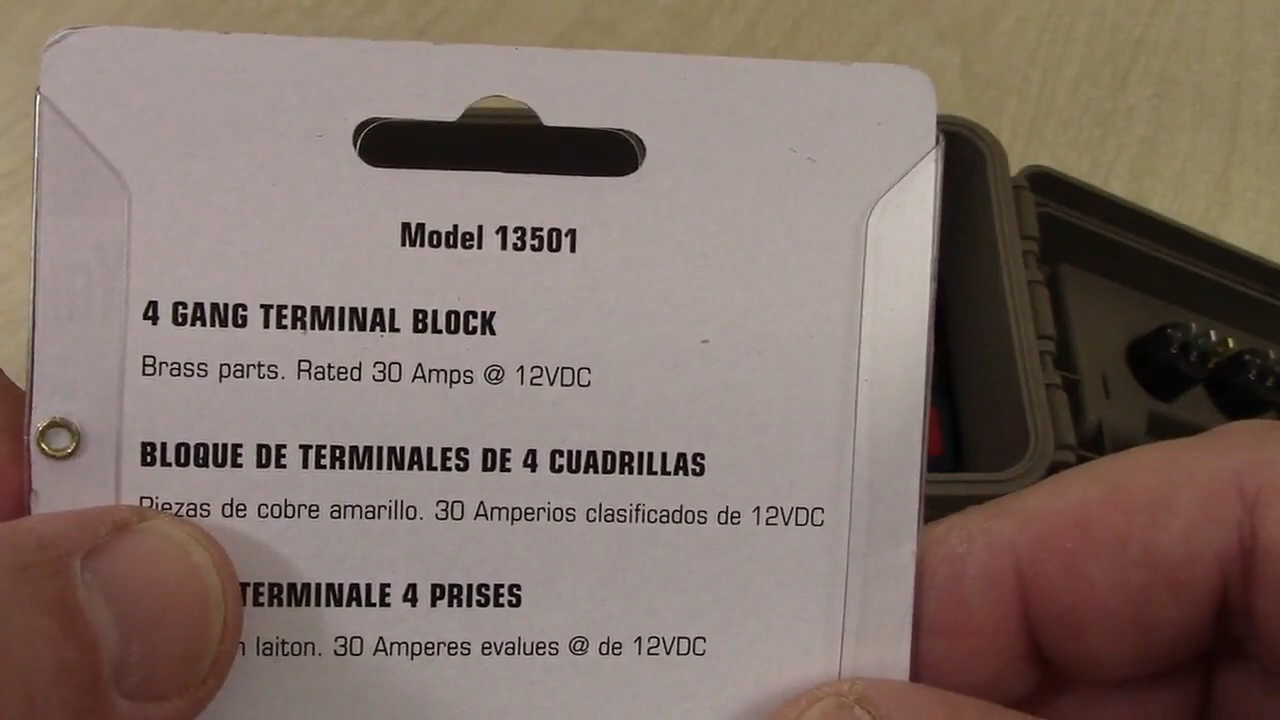 Model 13501
4 GANG TERMINAL BLOCK
Brass parts. Rated 30 Amps @ 12VDC
BLOQUE DE TERMINALES DE 4 CUADRILLAS
Piezas de cobre amarillo. 30 Amperios clasificados de 12VDC
TERMINALE 4 PRISES
laiton. 30 Amperes evalues @ de 12VDC